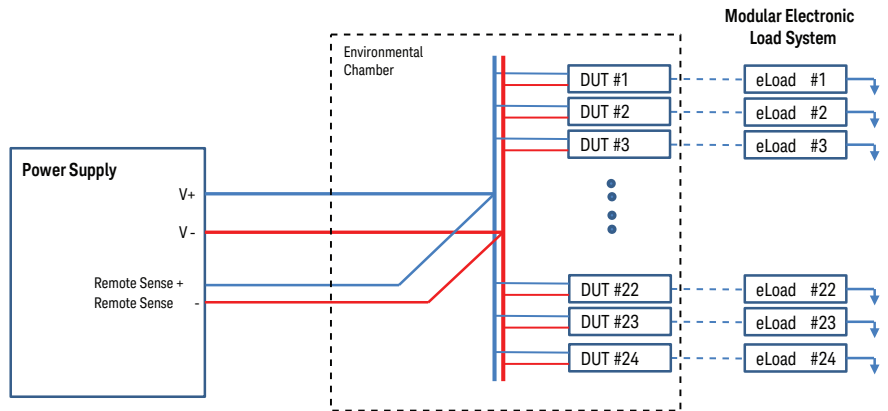 Modular Electronic
Load System
Environmental
Chamber
DUT #1
eLoad #1
DUT #2
eLoad #2
DUT #3
eLoad #3
Power Supply
V+
V -
Remote Sense +
Remote Sense -
DUT #22
eLoad #22
DUT #23
eLoad #23
DUT #24
eLoad #24